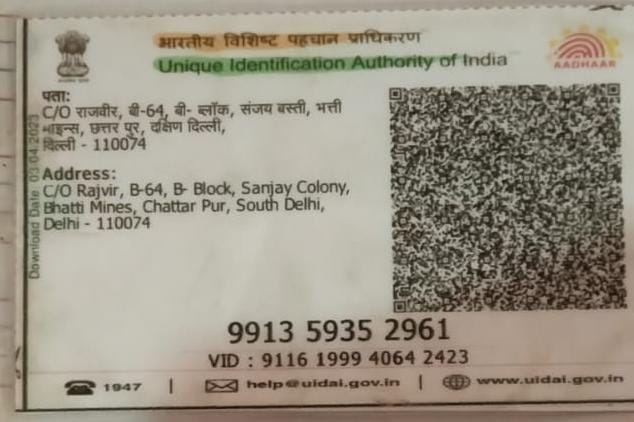 भारतीय विशिष्ट पहचान प्राधिकरण
Unique Identification Authority of India
AADHAAR
पता:
C/O राजवीर, बी-64, बी- ब्लॉक, संजय बस्ती, भत्ती
माइन्स, छत्तर पुर, दक्षिण दिल्ली,
दिल्ली - 110074
Address:
C/O Rajvir, B-64, B- Block, Sanjay Colony,
Bhatti Mines, Chattar Pur, South Delhi,
Delhi - 110074
Download Date: 03-04-2023
9913 5935 2961
VID : 9116 1999 4064 2423
1947 | help@uidai.gov.in | www.uidai.gov.in